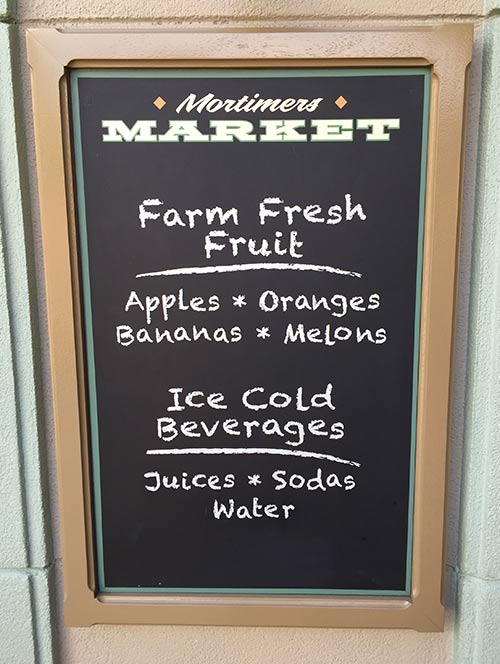 Mortimers
MARKET
Farm Fresh
Fruit
Apples * Oranges
Bananas * Melons
Ice Cold
Beverages
Juices * Sodas
Water